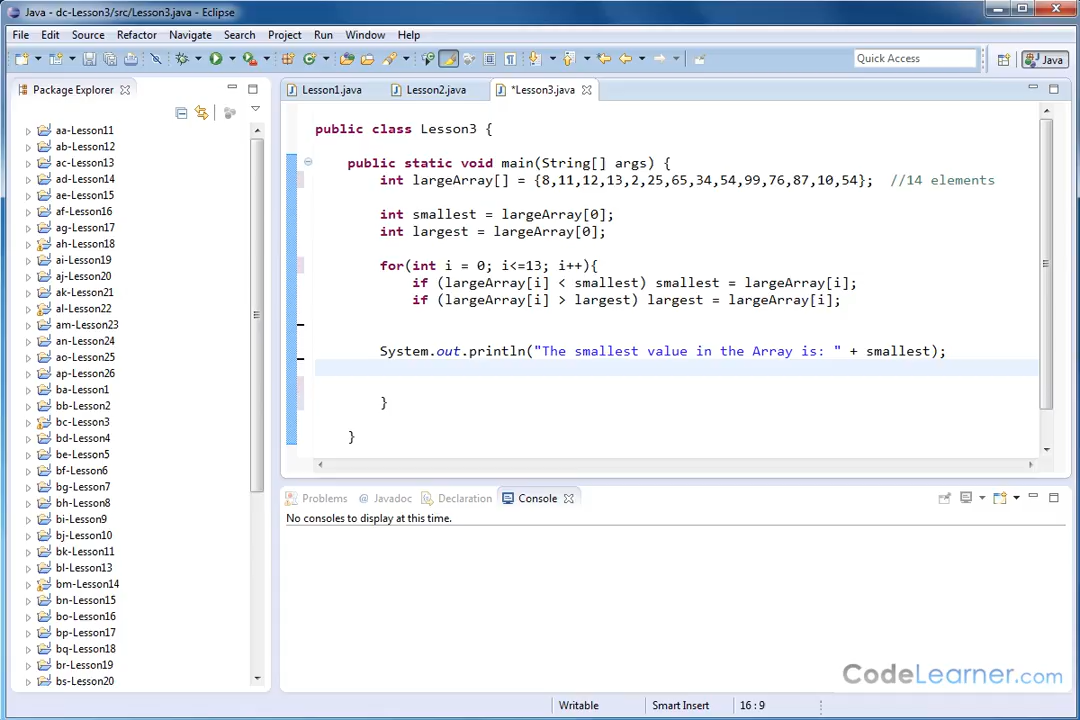 Java - dc-Lesson3/src/Lesson3.java - Eclipse
File Edit Source Refactor Navigate Search Project Run Window Help
Quick Access
Java
Package Explorer
aa-Lesson11
ab-Lesson12
ac-Lesson13
ad-Lesson14
ae-Lesson15
af-Lesson16
ag-Lesson17
ah-Lesson18
ai-Lesson19
aj-Lesson20
ak-Lesson21
al-Lesson22
am-Lesson23
an-Lesson24
ao-Lesson25
ap-Lesson26
ba-Lesson1
bb-Lesson2
bc-Lesson3
bd-Lesson4
be-Lesson5
bf-Lesson6
bg-Lesson7
bh-Lesson8
bi-Lesson9
bj-Lesson10
bk-Lesson11
bl-Lesson13
bm-Lesson14
bn-Lesson15
bo-Lesson16
bp-Lesson17
bq-Lesson18
br-Lesson19
bs-Lesson20
Lesson1.java Lesson2.java *Lesson3.java
public class Lesson3 {
public static void main(String[] args) {
int largeArray[] = {8,11,12,13,2,25,65,34,54,99,76,87,10,54}; //14 elements
int smallest = largeArray[0];
int largest = largeArray[0];
for(int i = 0; i<=13; i++){
if (largeArray[i] < smallest) smallest = largeArray[i];
if (largeArray[i] > largest) largest = largeArray[i];
System.out.println("The smallest value in the Array is: " + smallest);
}
}
Problems @ Javadoc Declaration Console
No consoles to display at this time.
CodeLearner.com
Writable Smart Insert 16 : 9